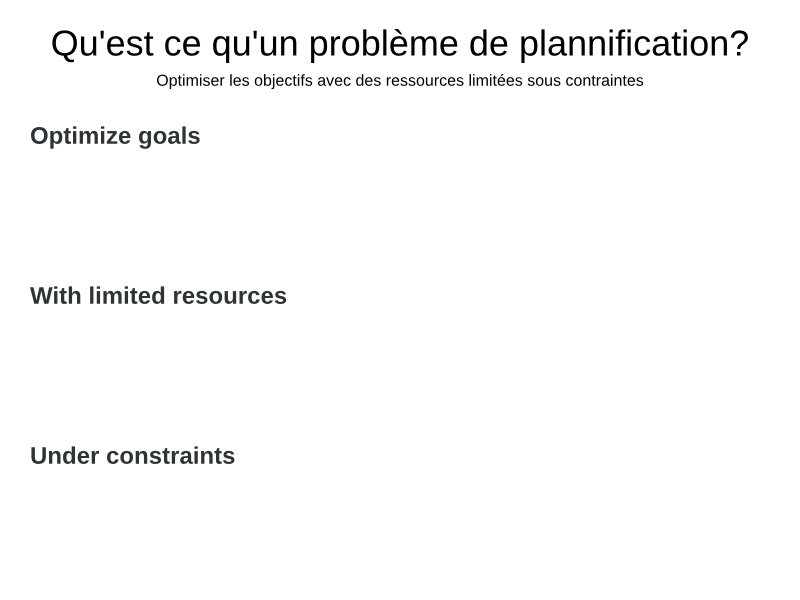 Qu'est ce qu'un problème de plannification?
Optimiser les objectifs avec des ressources limitées sous contraintes
Optimize goals
With limited resources
Under constraints